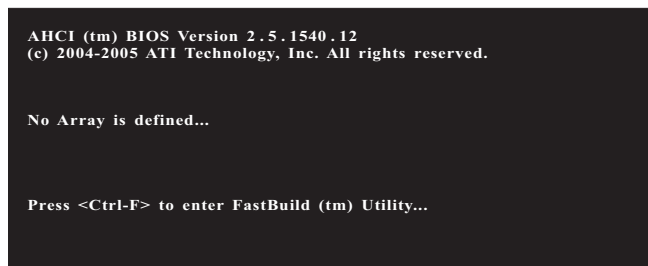 AHCI (tm) BIOS Version 2.5.1540.12
(c) 2004-2005 ATI Technology, Inc. All rights reserved.
No Array is defined...
Press <Ctrl-F> to enter FastBuild (tm) Utility...